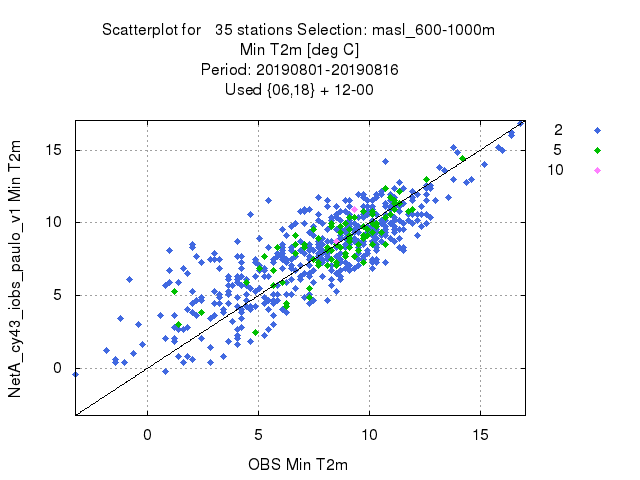 Scatterplot for 35 stations Selection: masl_600-1000m
Min T2m [deg C]
Period: 20190801-20190816
Used {06,18} + 12-00
2
5
10
15
10
5
0
NetA_cy43_iobs_paulo_v1 Min T2m
0 5 10 15
OBS Min T2m